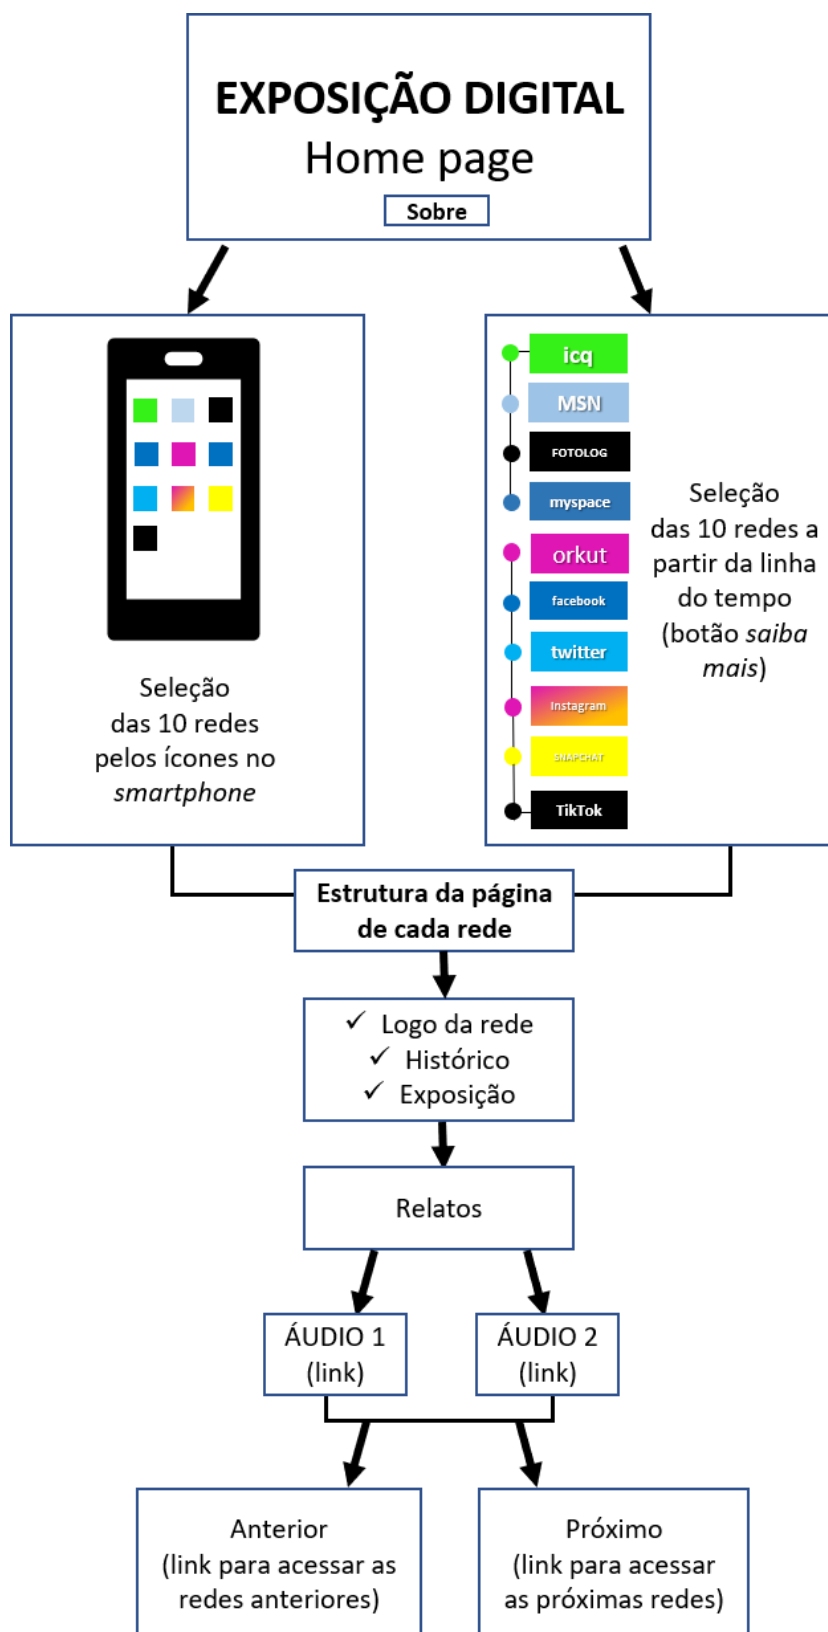 EXPOSIÇÃO DIGITAL
Home page
Sobre
Seleção
das 10 redes
pelos ícones no
smartphone
icq
MSN
FOTOLOG
myspace
orkut
facebook
twitter
Instagram
SNAPCHAT
TikTok
Seleção
das 10 redes a
partir da linha
do tempo
(botão saiba
mais)
Estrutura da página
de cada rede
✓ Logo da rede
✓ Histórico
✓ Exposição
Relatos
ÁUDIO 1
(link)
ÁUDIO 2
(link)
Anterior
(link para acessar as
redes anteriores)
Próximo
(link para acessar
as próximas redes)